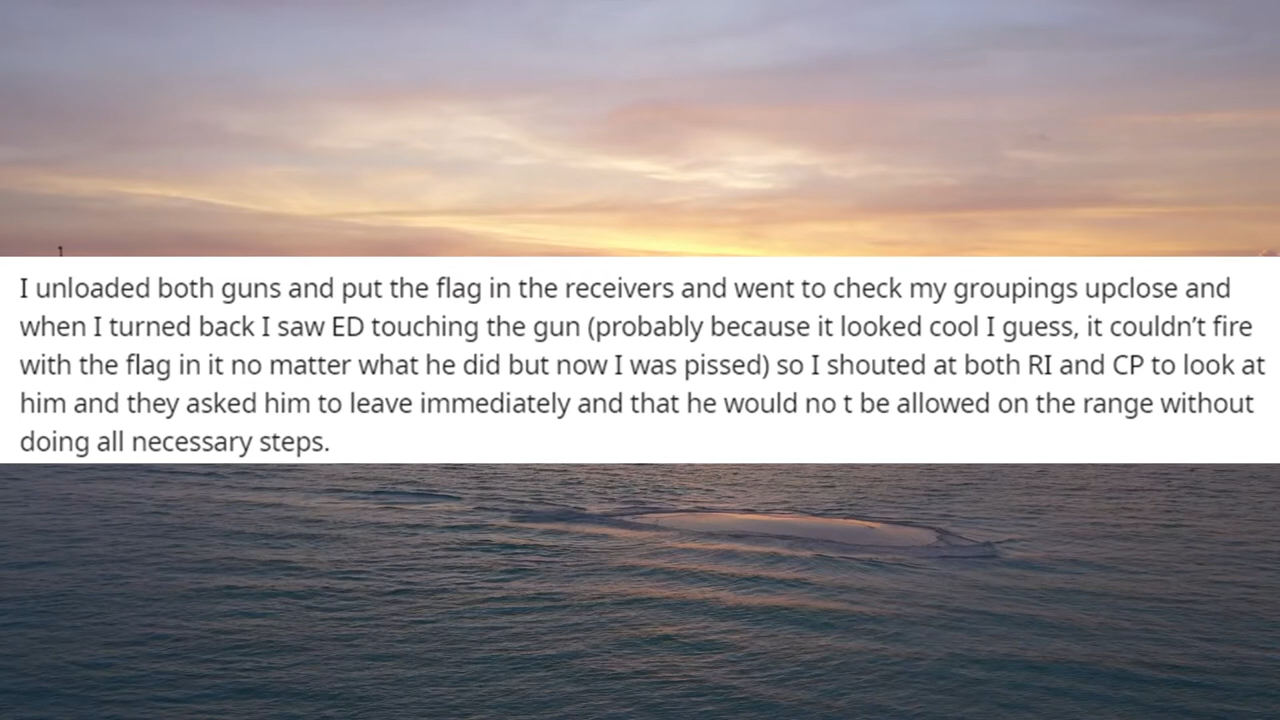 I unloaded both guns and put the flag in the receivers and went to check my groupings upclose and
when I turned back I saw ED touching the gun (probably because it looked cool I guess, it couldn’t fire
with the flag in it no matter what he did but now I was pissed) so I shouted at both RI and CP to look at
him and they asked him to leave immediately and that he would no t be allowed on the range without
doing all necessary steps.